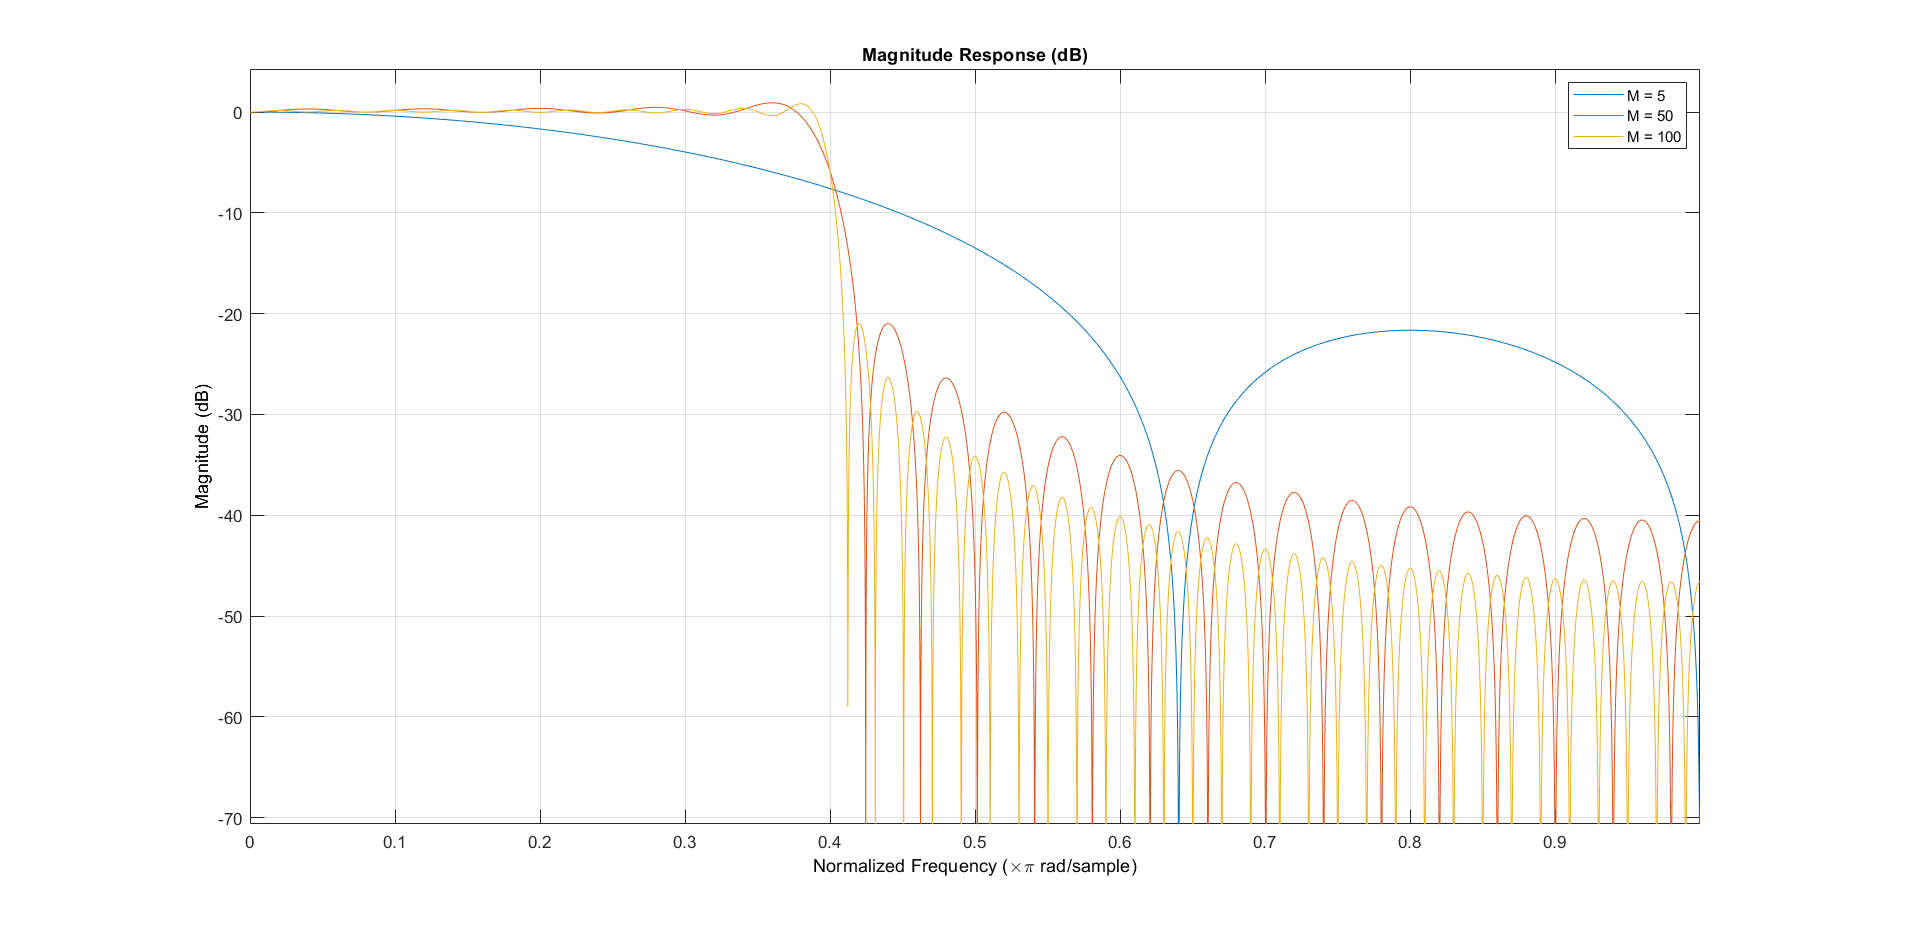 Magnitude Response (dB)
M = 5
M = 50
M = 100
0
-10
-20
-30
-40
-50
-60
-70
Magnitude (dB)
0 0.1 0.2 0.3 0.4 0.5 0.6 0.7 0.8 0.9
Normalized Frequency (×π rad/sample)